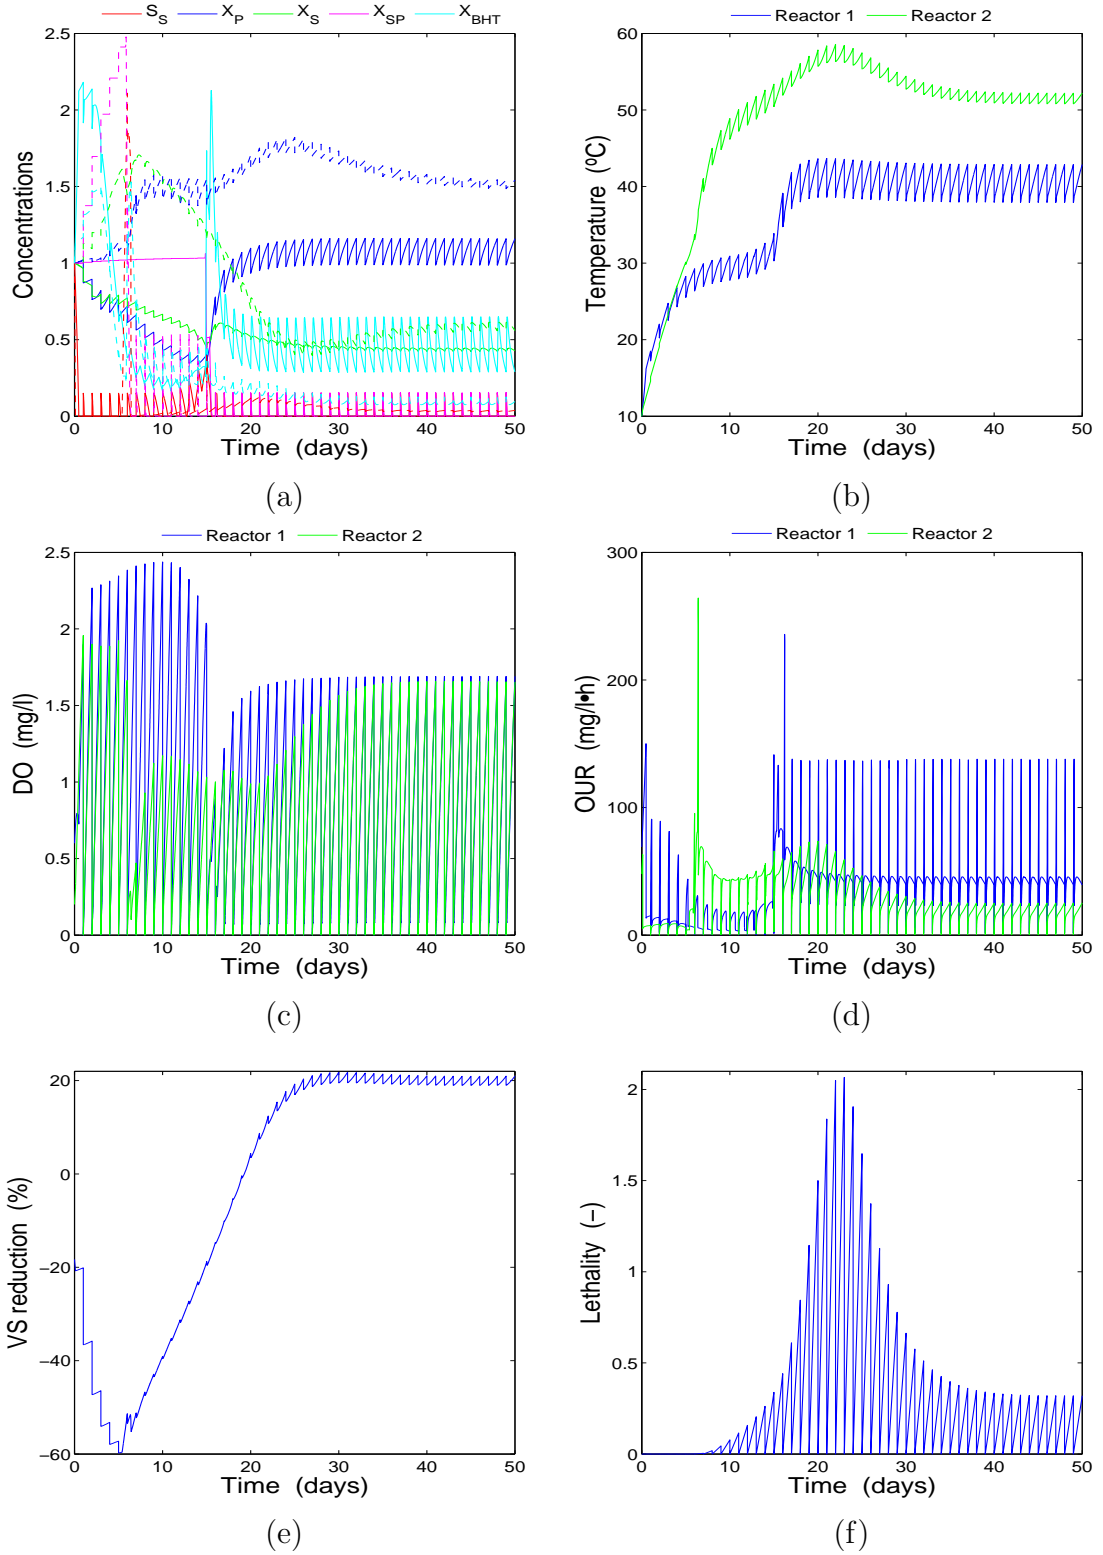 S_S X_P X_S X_SP X_BHT
2.5
2
1.5
1
0.5
0
0 10 20 30 40 50
Concentrations
Time (days)
(a)
Reactor 1 Reactor 2
60
50
40
30
20
10
0 10 20 30 40 50
Temperature (ºC)
Time (days)
(b)
Reactor 1 Reactor 2
2.5
2
1.5
1
0.5
0
0 10 20 30 40 50
DO (mg/l)
Time (days)
(c)
Reactor 1 Reactor 2
300
200
100
0
0 10 20 30 40 50
OUR (mg/l•h)
Time (days)
(d)
20
0
−20
−40
−60
0 10 20 30 40 50
VS reduction (%)
Time (days)
(e)
2
1.5
1
0.5
0
0 10 20 30 40 50
Lethality (−)
Time (days)
(f)